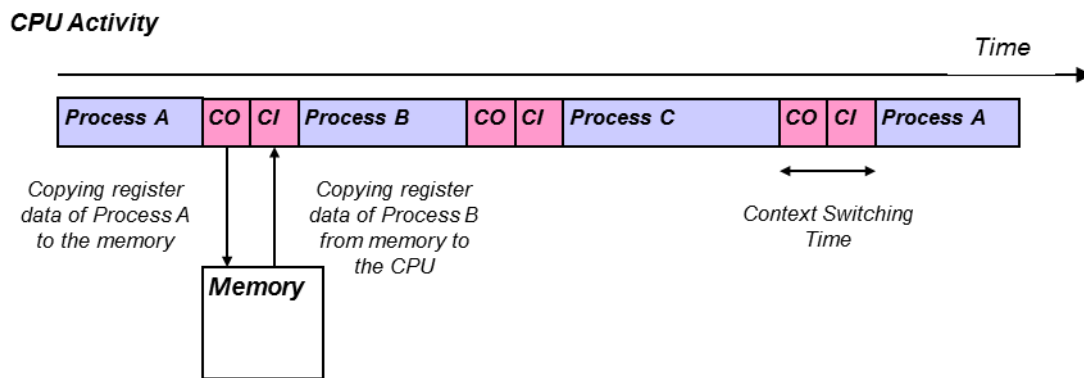 CPU Activity
Time
Process A CO CI Process B CO CI Process C CO CI Process A
Copying register
data of Process A
to the memory
Copying register
data of Process B
from memory to
the CPU
Context Switching
Time
Memory